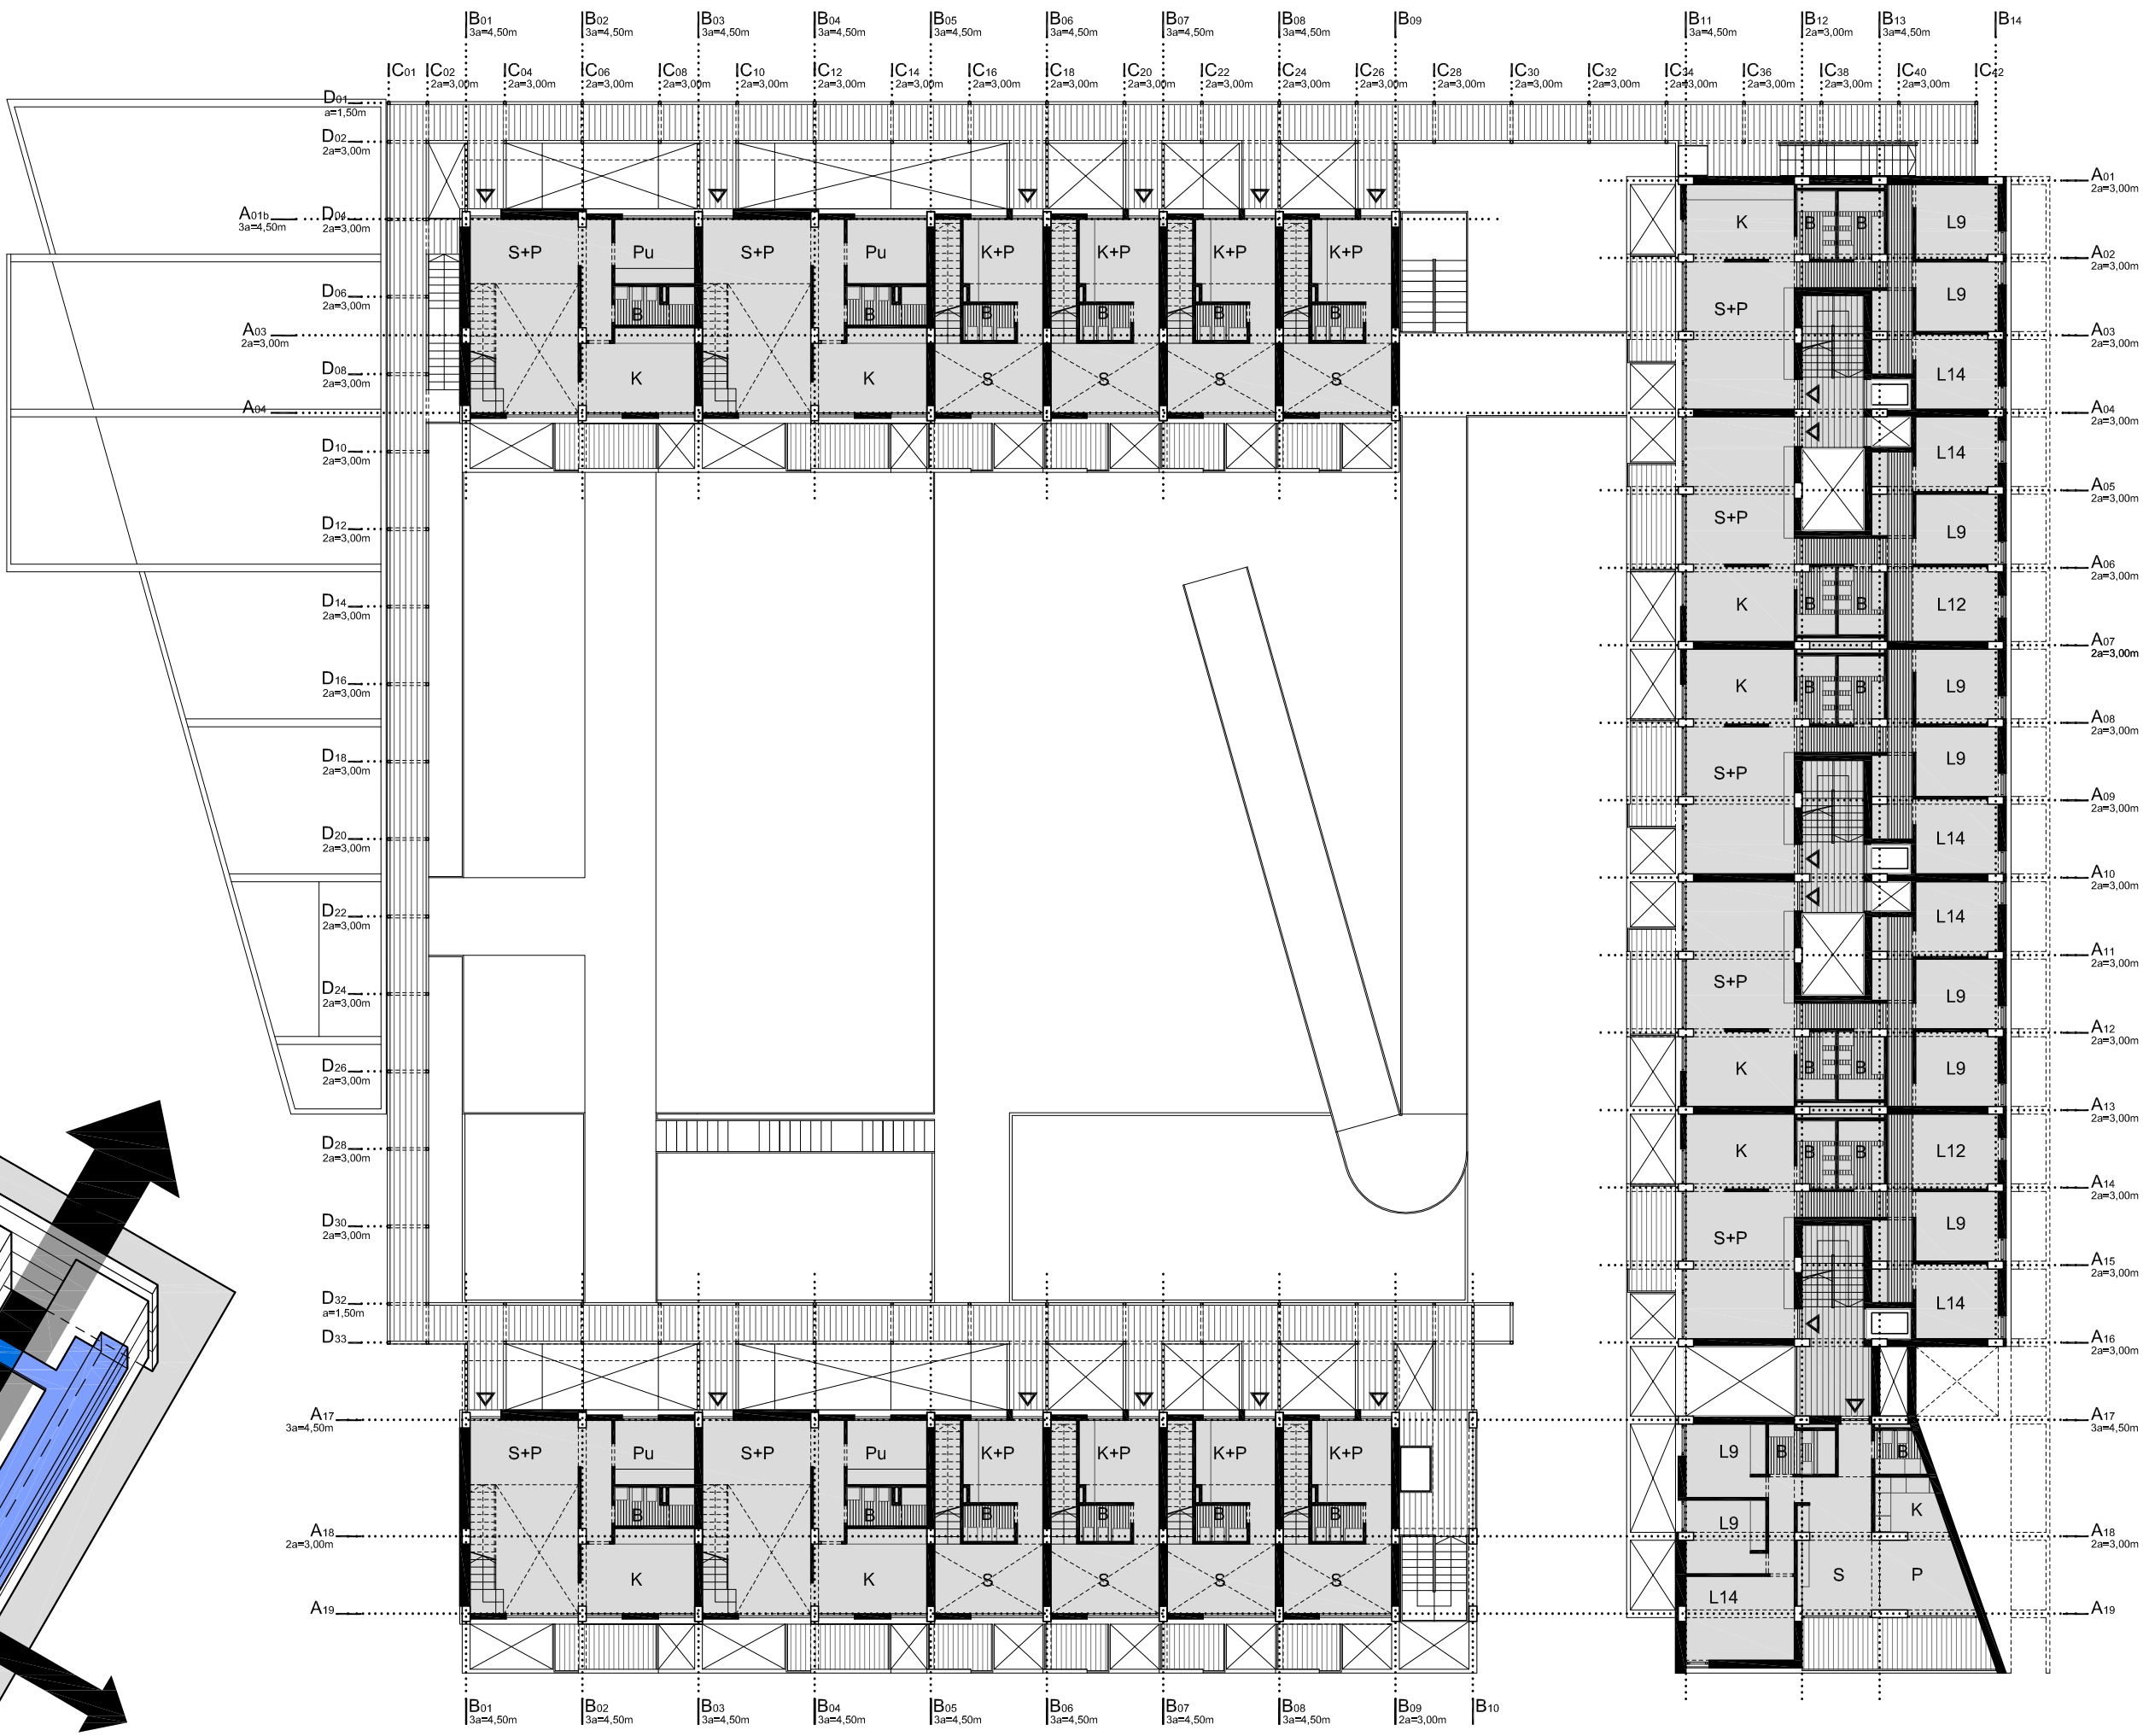 B01 B02 B03 B04 B05 B06 B07 B08 B09 B11 B12 B13 B14
3a=4,50m 3a=4,50m 3a=4,50m 3a=4,50m 3a=4,50m 3a=4,50m 3a=4,50m 3a=4,50m 3a=4,50m 2a=3,00m 3a=4,50m
C01 C02 C04 C06 C08 C10 C12 C14 C16 C18 C20 C22 C24 C26 C28 C30 C32 C34 C36 C38 C40 C42
2a=3,00m 2a=3,00m 2a=3,00m 2a=3,00m 2a=3,00m 2a=3,00m 2a=3,00m 2a=3,00m 2a=3,00m 2a=3,00m 2a=3,00m 2a=3,00m 2a=3,00m 2a=3,00m 2a=3,00m 2a=3,00m 2a=3,00m 2a=3,00m 2a=3,00m 2a=3,00m
D01
a=1,50m
D02
2a=3,00m
A01b D04
3a=4,50m 2a=3,00m
D06
2a=3,00m
A03
2a=3,00m
D08
2a=3,00m
A04
D10
2a=3,00m
D12
2a=3,00m
D14
2a=3,00m
D16
2a=3,00m
D18
2a=3,00m
D20
2a=3,00m
D22
2a=3,00m
D24
2a=3,00m
D26
2a=3,00m
D28
2a=3,00m
D30
2a=3,00m
D32
a=1,50m
D33
A17
3a=4,50m
A18
2a=3,00m
A19
S+P Pu S+P Pu K+P K+P K+P K+P
B B B B B B
K K S S S S
S+P Pu S+P Pu K+P K+P K+P K+P
B B B B B B
K K S S S S
K B B L9
S+P L9
L14
L14
S+P L9
K B B L12
K B B L9
S+P L9
L14
L14
S+P L9
K B B L9
K B B L12
S+P L9
L14
L9 B B
L9 K
L14 S P
A01
2a=3,00m
A02
2a=3,00m
A03
2a=3,00m
A04
2a=3,00m
A05
2a=3,00m
A06
2a=3,00m
A07
2a=3,00m
A08
2a=3,00m
A09
2a=3,00m
A10
2a=3,00m
A11
2a=3,00m
A12
2a=3,00m
A13
2a=3,00m
A14
2a=3,00m
A15
2a=3,00m
A16
2a=3,00m
A17
3a=4,50m
A18
2a=3,00m
A19
B01 B02 B03 B04 B05 B06 B07 B08 B09 B10
3a=4,50m 3a=4,50m 3a=4,50m 3a=4,50m 3a=4,50m 3a=4,50m 3a=4,50m 3a=4,50m 2a=3,00m